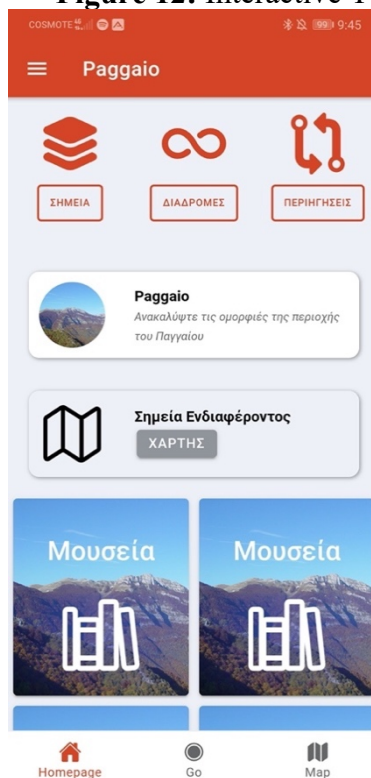 Figure 12: Interactive
COSMOTE 99 9:45
Paggaio
ΣΗΜΕΙΑ ΔΙΑΔΡΟΜΕΣ ΠΕΡΙΗΓΗΣΕΙΣ
Paggaio
Ανακαλύψτε τις ομορφιές της περιοχής
του Παγγαίου
Σημεία Ενδιαφέροντος
ΧΑΡΤΗΣ
Μουσεία Μουσεία
Homepage Go Map